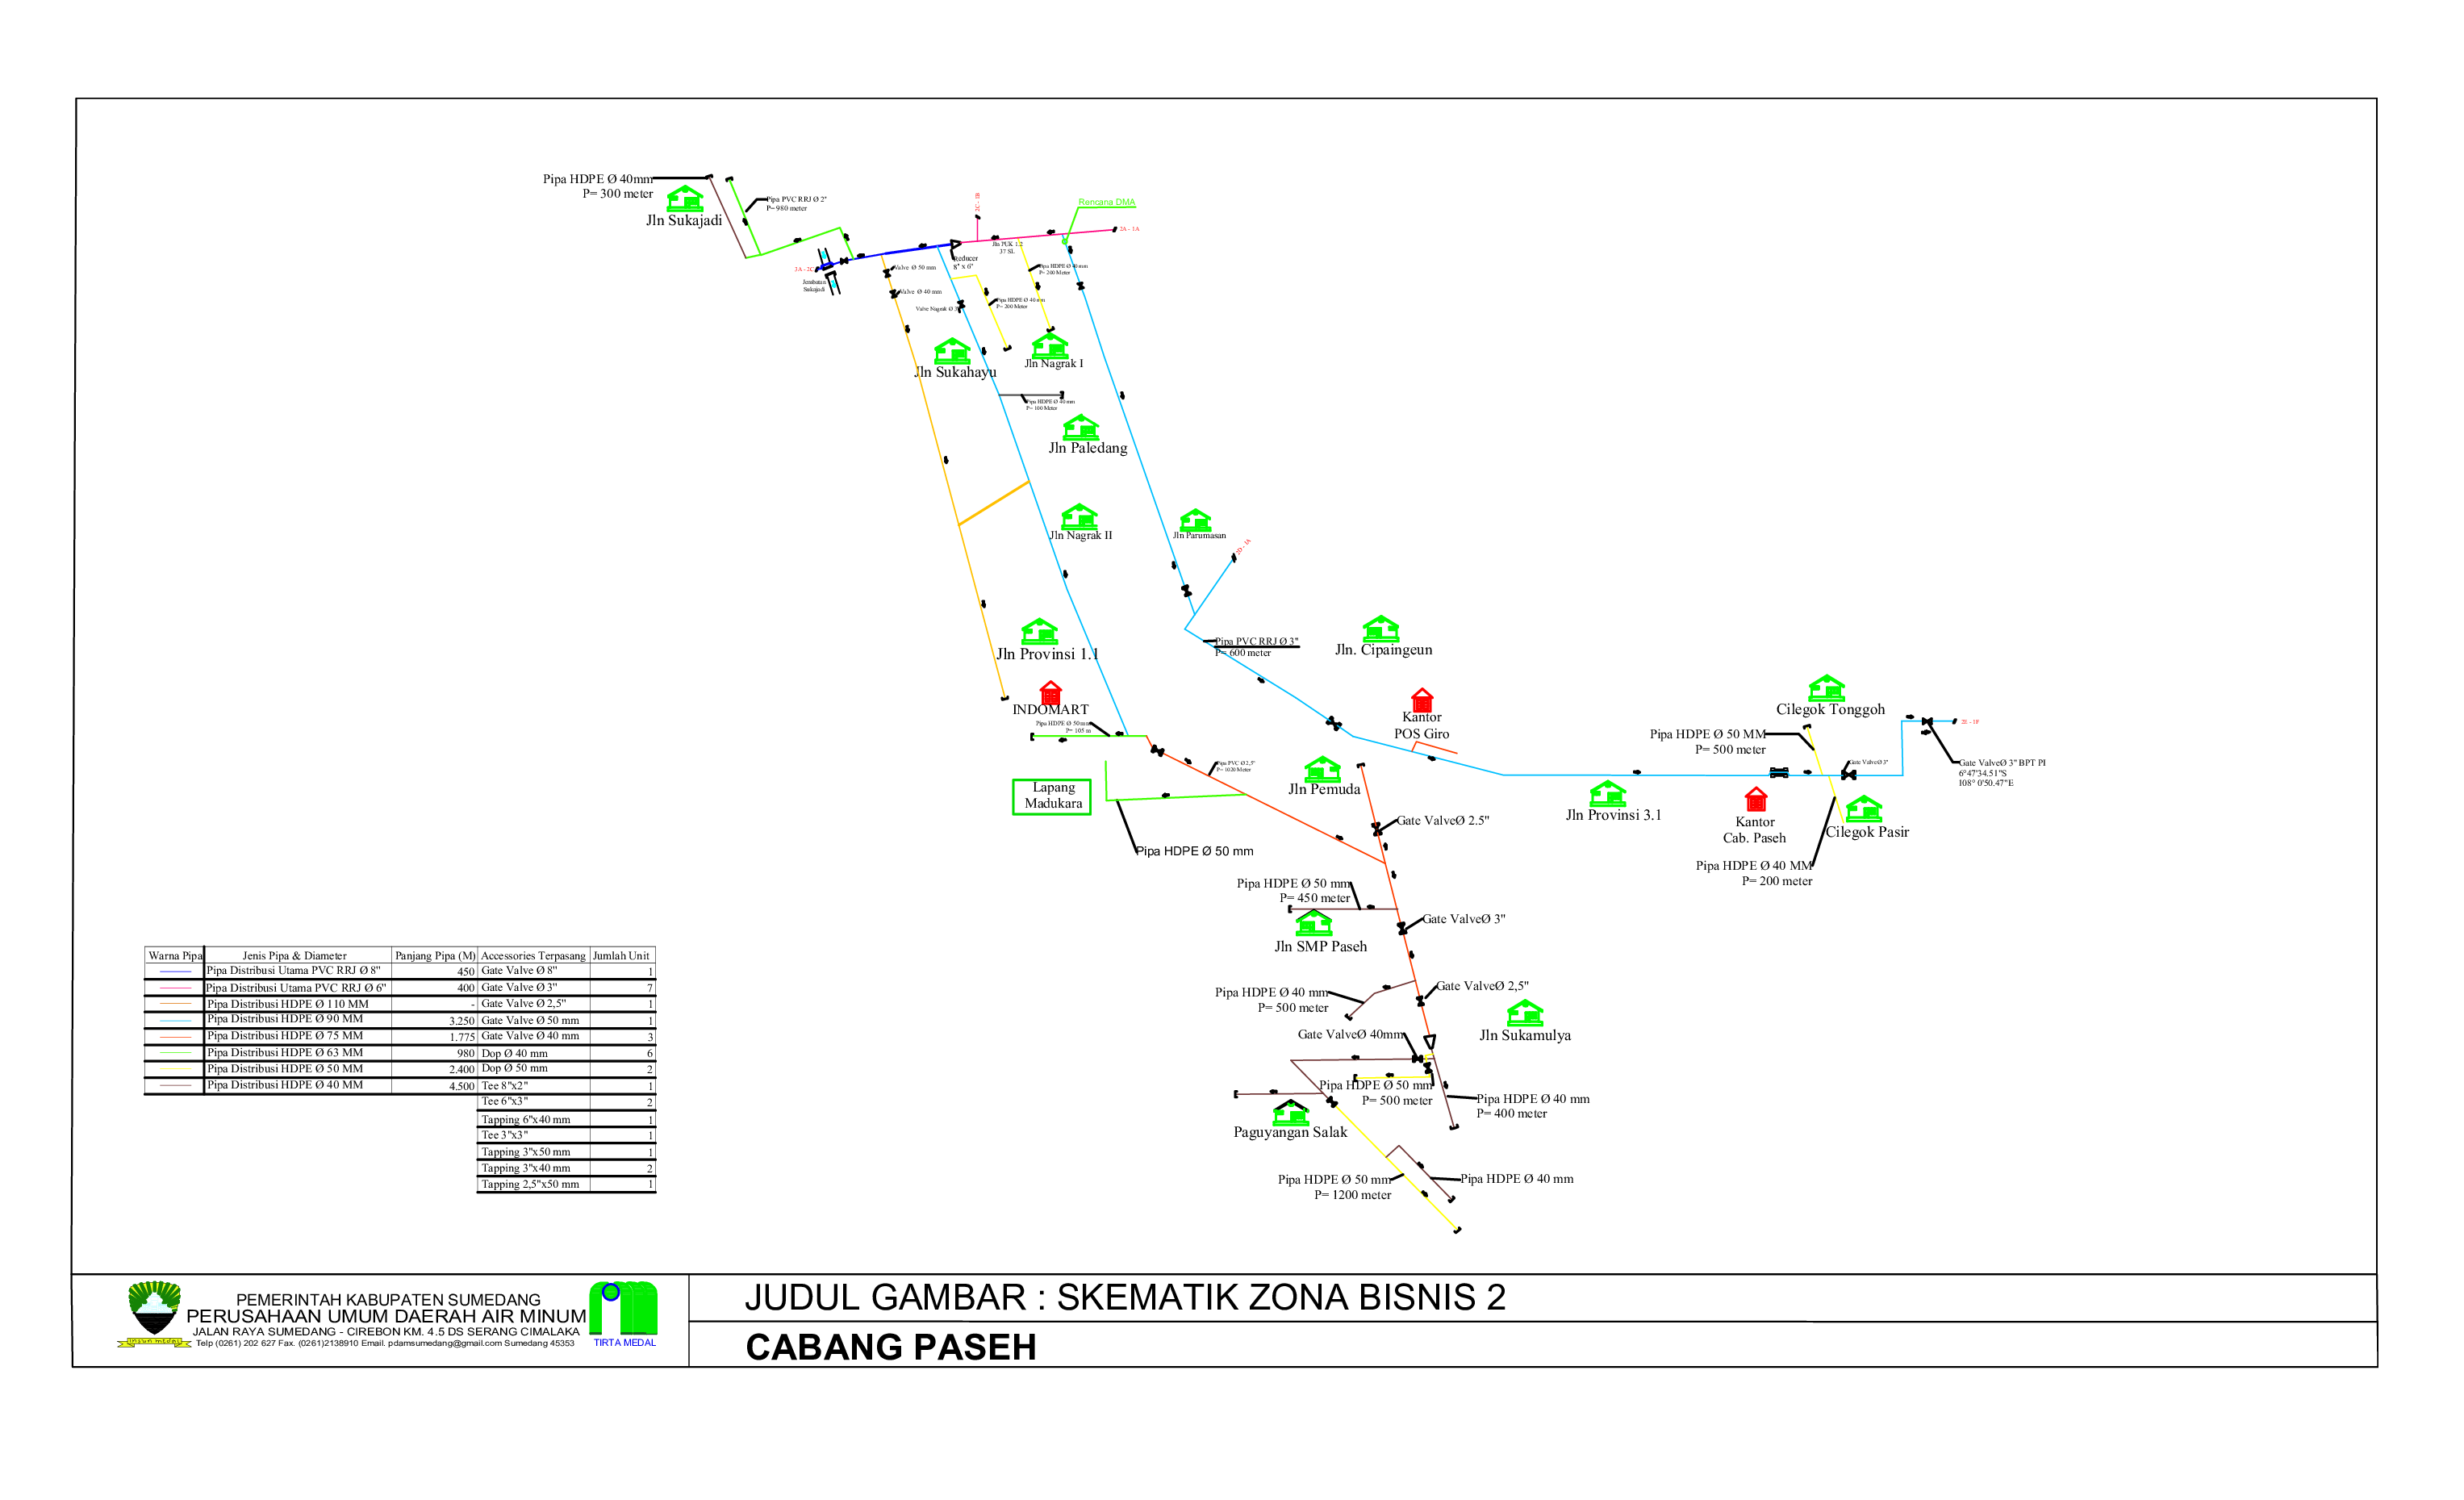 Pipa HDPE Ø 40mm
P= 300 meter
Jln Sukajadi
Pipa PVC RRJ Ø 2"
P=980 meter
2C - 1B
Rencana DMA
2A - 1A
Jln PUK 1.2
37 SL
3A - 2C
Jembatan
Sukajadi
Reducer
8" x 6"
Valve Ø 50 mm
Valve Ø 40 mm
Valve Nagrak Ø 3"
Pipa HDPE Ø 40 mm
P= 200 Meter
Pipa HDPE Ø 40 mm
P= 200 Meter
Jln Sukahayu
Jln Nagrak I
Pipa HDPE Ø 40 mm
P= 100 Meter
Jln Paledang
Jln Nagrak II
Jln Parumasan
Jln Provinsi 1.1
Pipa PVC RRJ Ø 3"
P= 600 meter
Jln. Cipaingeun
INDOMART
Pipa HDPE Ø 50 mm
P= 105 m
Kantor
POS Giro
Cilegok Tonggoh
Pipa HDPE Ø 50 MM
P= 500 meter
2E - 1F
Gate ValveØ 3"
Gate ValveØ 3" BPT PI
6°47'34.51"S
108° 0'50.47"E
Pipa PVC Ø 2,5"
P= 1020 Meter
Lapang
Madukara
Jln Pemuda
Jln Provinsi 3.1
Kantor
Cab. Paseh
Cilegok Pasir
Gate ValveØ 2.5"
Pipa HDPE Ø 50 mm
Pipa HDPE Ø 40 MM
P= 200 meter
Pipa HDPE Ø 50 mm
P= 450 meter
Gate ValveØ 3"
Jln SMP Paseh
Gate ValveØ 2,5"
Pipa HDPE Ø 40 mm
P= 500 meter
Gate ValveØ 40mm
Jln Sukamulya
Pipa HDPE Ø 50 mm
P= 500 meter
Pipa HDPE Ø 40 mm
P= 400 meter
Paguyangan Salak
Pipa HDPE Ø 50 mm
P= 1200 meter
Pipa HDPE Ø 40 mm
Warna Pipa Jenis Pipa & Diameter Panjang Pipa (M) Accessories Terpasang Jumlah Unit
Pipa Distribusi Utama PVC RRJ Ø 8" 450 Gate Valve Ø 8" 1
Pipa Distribusi Utama PVC RRJ Ø 6" 400 Gate Valve Ø 3" 7
Pipa Distribusi HDPE Ø 110 MM - Gate Valve Ø 2,5" 1
Pipa Distribusi HDPE Ø 90 MM 3.250 Gate Valve Ø 50 mm 1
Pipa Distribusi HDPE Ø 75 MM 1.775 Gate Valve Ø 40 mm 3
Pipa Distribusi HDPE Ø 63 MM 980 Dop Ø 40 mm 6
Pipa Distribusi HDPE Ø 50 MM 2.400 Dop Ø 50 mm 2
Pipa Distribusi HDPE Ø 40 MM 4.500 Tee 8"x2" 1
Tee 6"x3" 2
Tapping 6"x40 mm 1
Tee 3"x3" 1
Tapping 3"x50 mm 1
Tapping 3"x40 mm 2
Tapping 2,5"x50 mm 1
PEMERINTAH KABUPATEN SUMEDANG
PERUSAHAAN UMUM DAERAH AIR MINUM
JALAN RAYA SUMEDANG - CIREBON KM. 4.5 DS SERANG CIMALAKA
Telp (0261) 202 627 Fax. (0261)2138910 Email. pdamsumedang@gmail.com Sumedang 45353
TIRTA MEDAL
JUDUL GAMBAR : SKEMATIK ZONA BISNIS 2
CABANG PASEH